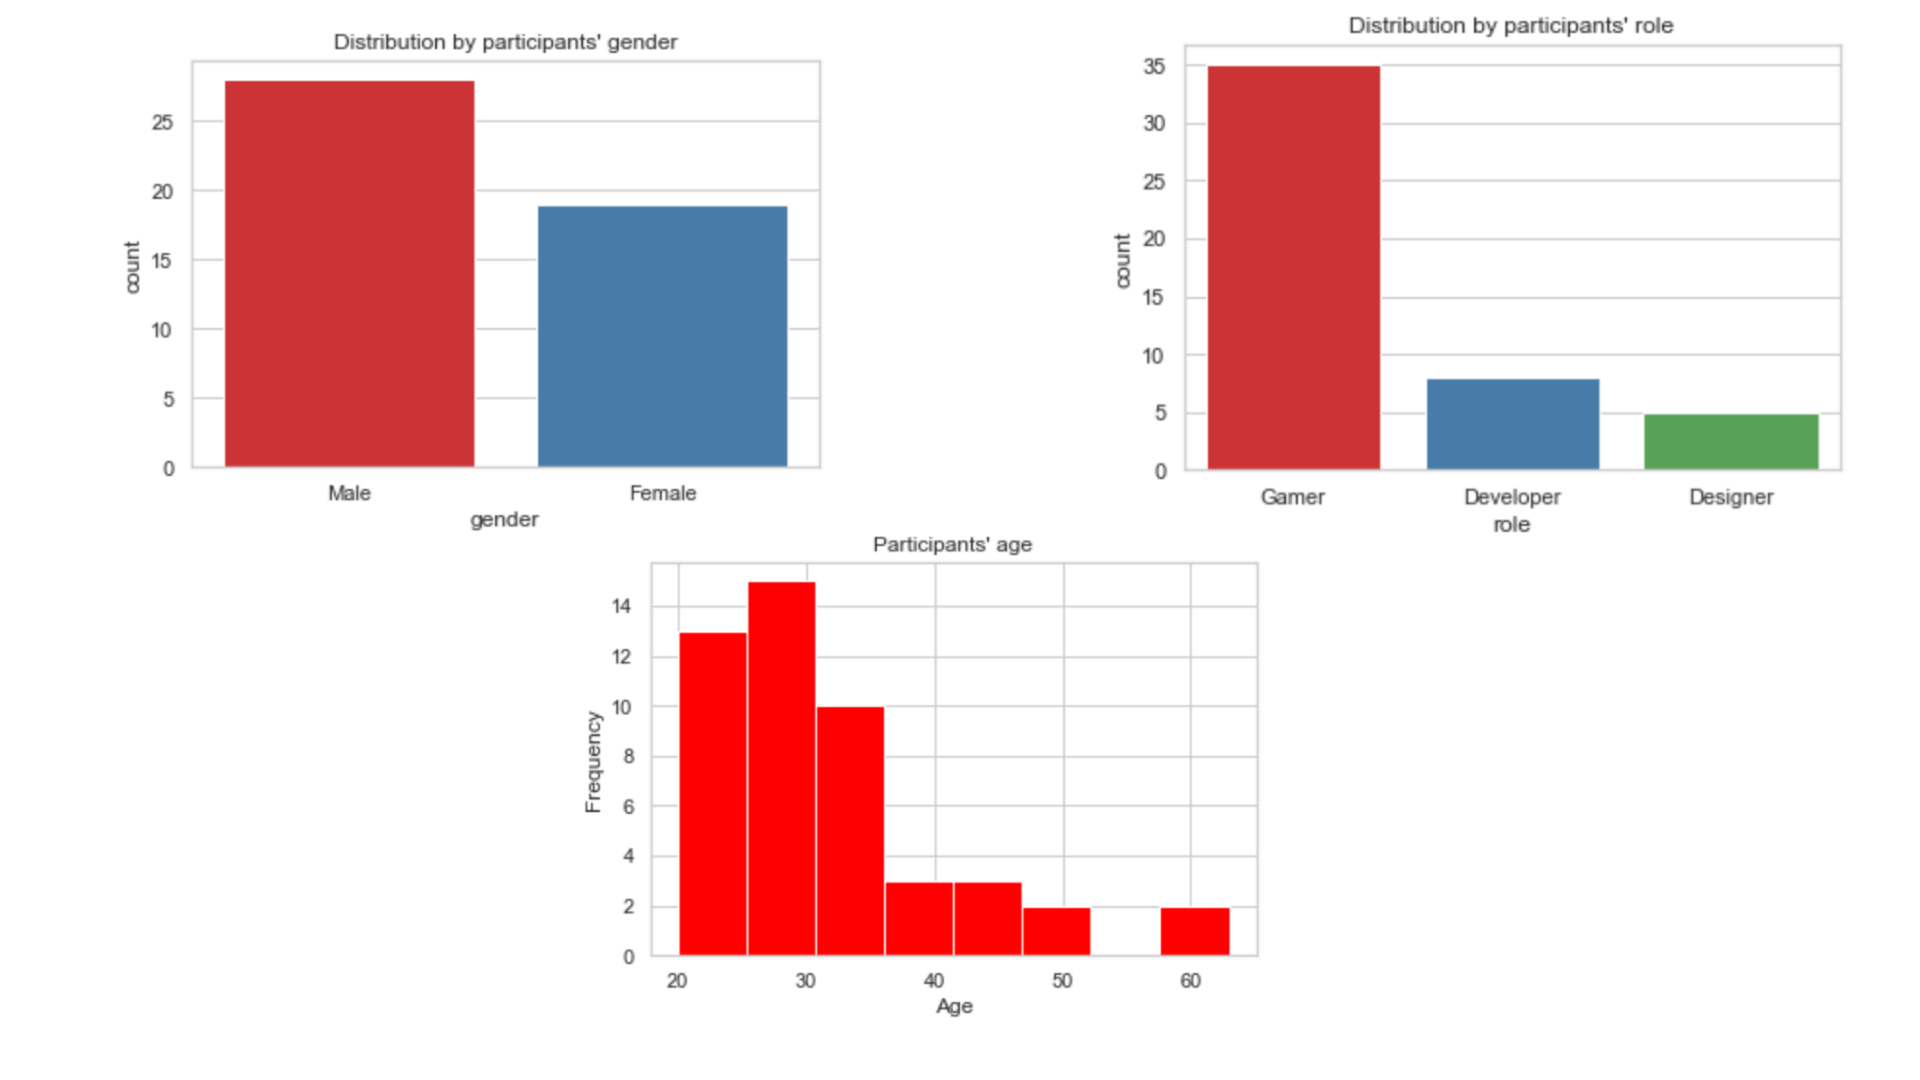 Distribution by participants' gender
25
20
15
10
5
0
count
Male Female
gender
Distribution by participants' role
35
30
25
20
15
10
5
0
count
Gamer Developer Designer
role
Participants' age
14
12
10
8
6
4
2
0
Frequency
20 30 40 50 60
Age